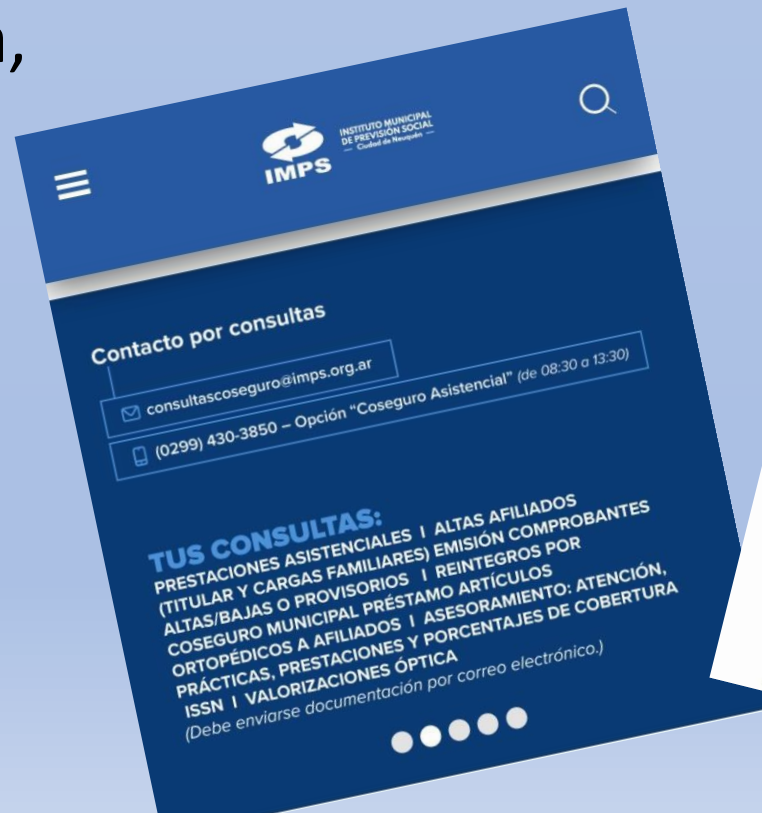 ,
IMPS
INSTITUTO MUNICIPAL
DE PREVISIÓN SOCIAL
— Ciudad de Neuquén —
Contacto por consultas
consultascoseguro@imps.org.ar
(0299) 430-3850 – Opción “Coseguro Asistencial” (de 08:30 a 13:30)
TUS CONSULTAS:
PRESTACIONES ASISTENCIALES I ALTAS AFILIADOS
(TITULAR Y CARGAS FAMILIARES) EMISIÓN COMPROBANTES
ALTAS/BAJAS O PROVISORIOS I REINTEGROS POR
COSEGURO MUNICIPAL PRÉSTAMO ARTÍCULOS
ORTOPÉDICOS A AFILIADOS I ASESORAMIENTO: ATENCIÓN,
PRÁCTICAS, PRESTACIONES Y PORCENTAJES DE COBERTURA
ISSN I VALORIZACIONES ÓPTICA
(Debe enviarse documentación por correo electrónico.)